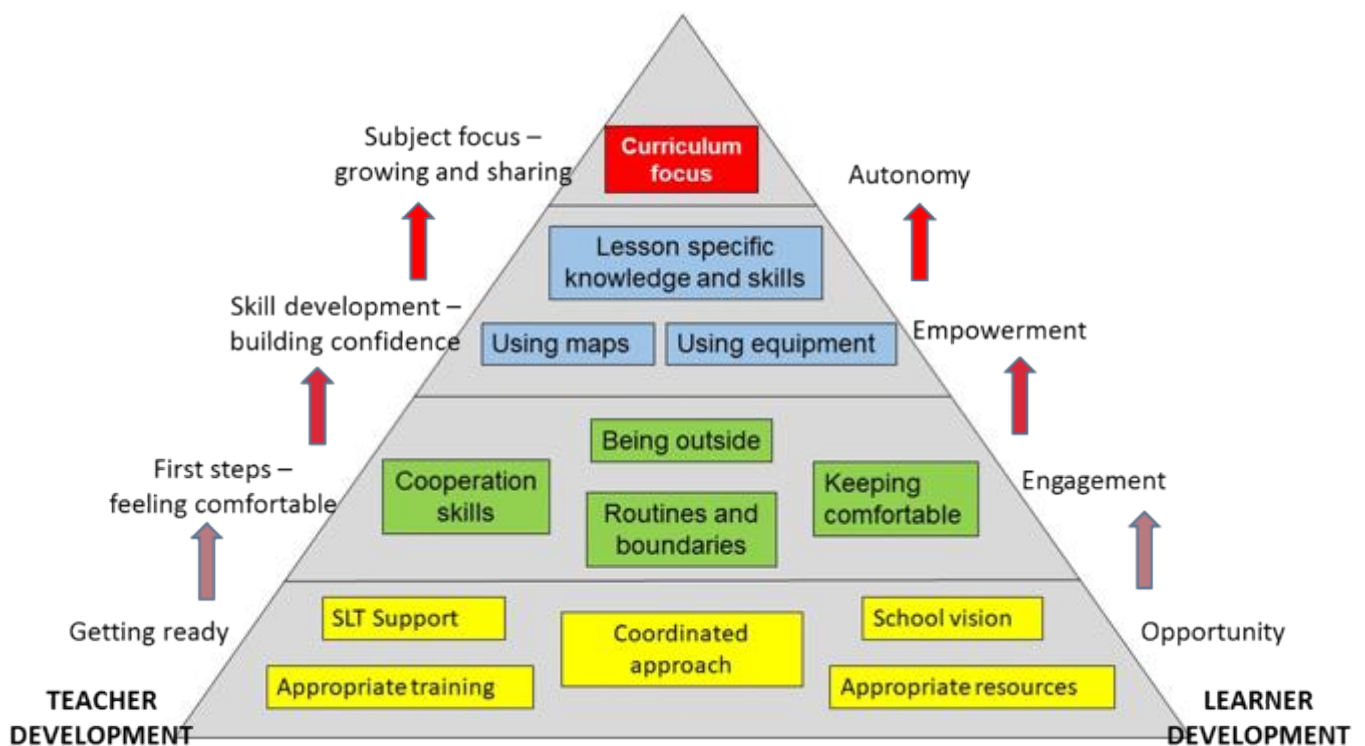 Subject focus –
growing and sharing
Curriculum
focus
Autonomy
Lesson specific
knowledge and skills
Skill development –
building confidence
Using maps
Using equipment
Empowerment
Being outside
First steps –
feeling comfortable
Cooperation
skills
Routines and
boundaries
Keeping
comfortable
Engagement
Getting ready
SLT Support
Coordinated
approach
School vision
Opportunity
Appropriate training
Appropriate resources
TEACHER
DEVELOPMENT
LEARNER
DEVELOPMENT